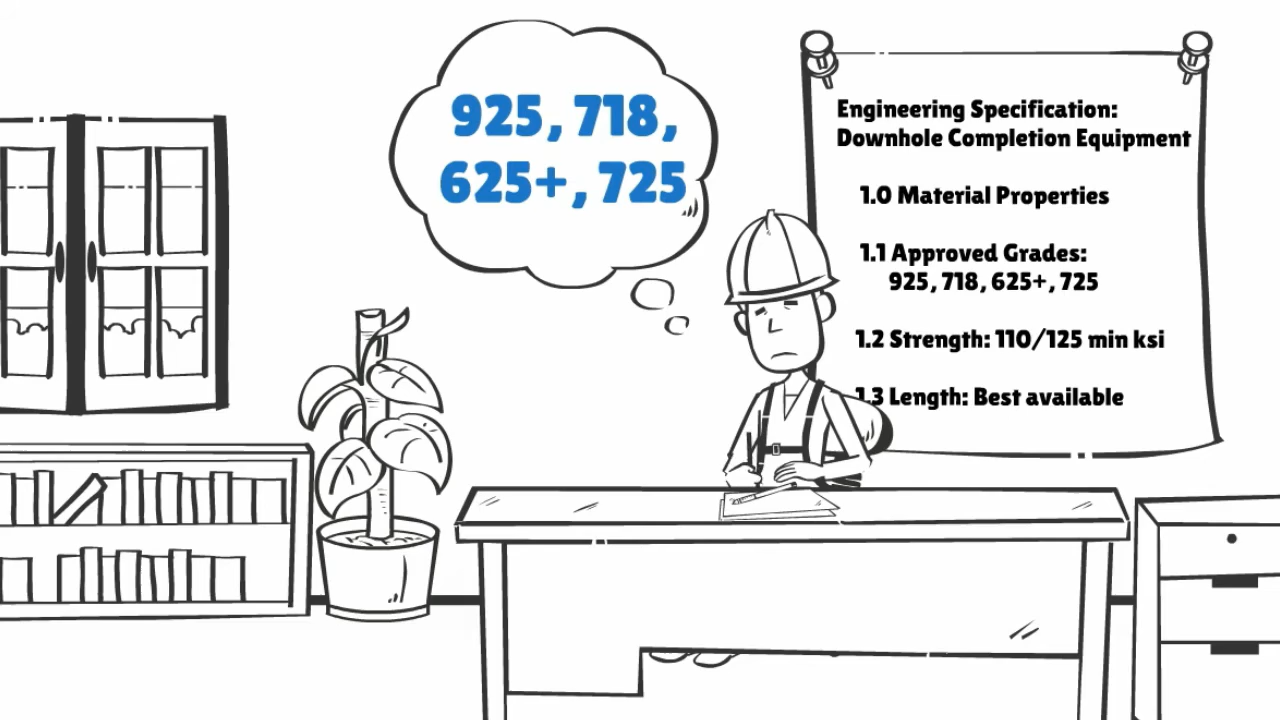 925, 718,
625+, 725
Engineering Specification:
Downhole Completion Equipment
1.0 Material Properties
1.1 Approved Grades:
925, 718, 625+, 725
1.2 Strength: 110/125 min ksi
1.3 Length: Best available